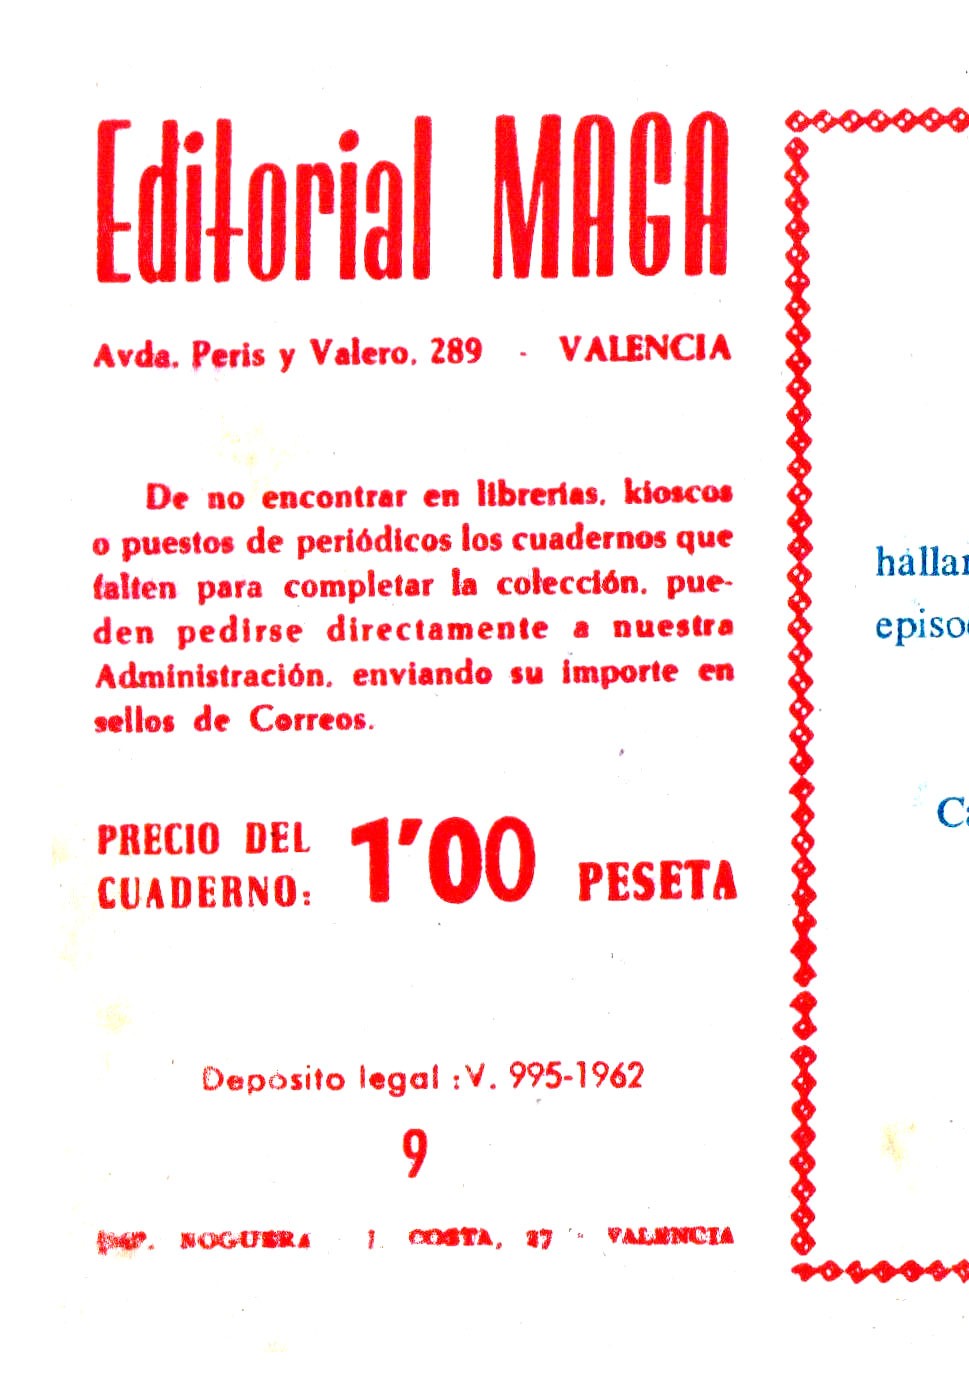 Editorial MAGA
Avda. Peris y Valero. 289 - VALENCIA
De no encontrar en librerías. kioscos
o puestos de periódicos los cuadernos que
falten para completar la colección. pue-
den pedirse directamente a nuestra
Administración. enviando su importe en
sellos de Correos.
PRECIO DEL
CUADERNO: 1'00 PESETA
Depósito legal :V. 995-1962
9
IMP. NOGUERA J. COSTA, 27 - VALENCIA